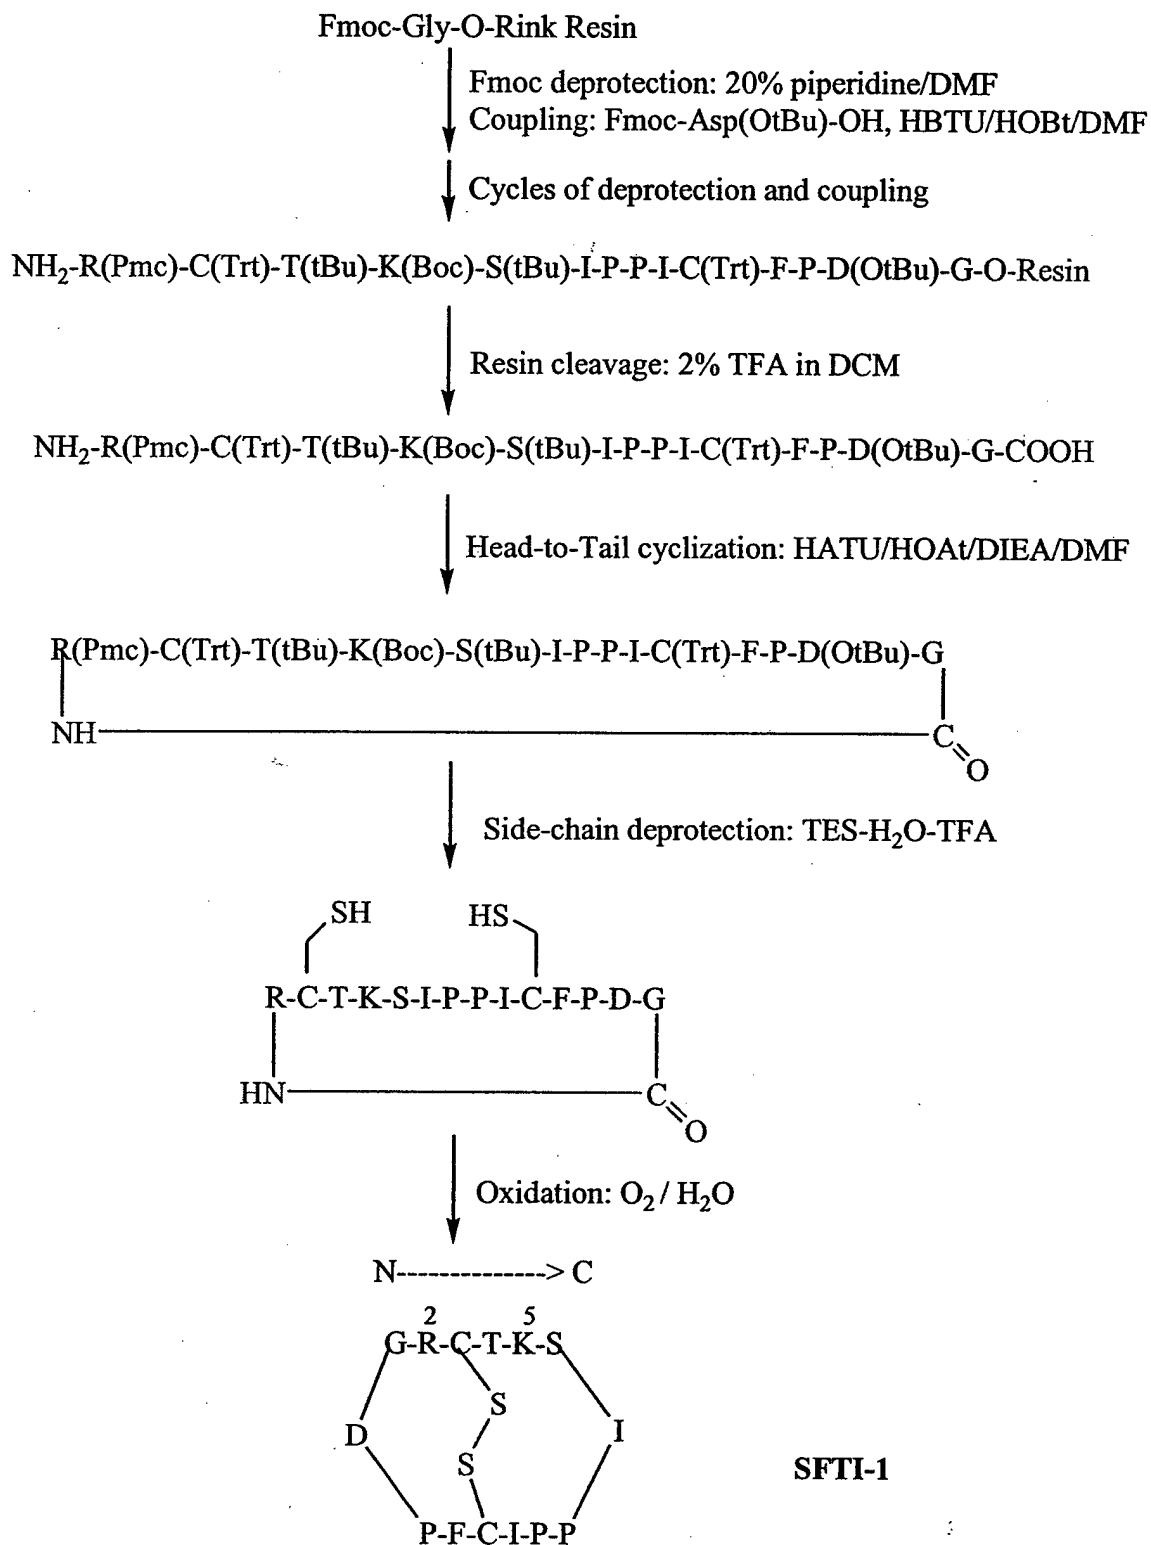 Fmoc-Gly-O-Rink Resin
Fmoc deprotection: 20% piperidine/DMF
Coupling: Fmoc-Asp(OtBu)-OH, HBTU/HOBt/DMF
Cycles of deprotection and coupling
NH₂-R(Pmc)-C(Trt)-T(tBu)-K(Boc)-S(tBu)-I-P-P-I-C(Trt)-F-P-D(OtBu)-G-O-Resin
Resin cleavage: 2% TFA in DCM
NH₂-R(Pmc)-C(Trt)-T(tBu)-K(Boc)-S(tBu)-I-P-P-I-C(Trt)-F-P-D(OtBu)-G-COOH
Head-to-Tail cyclization: HATU/HOAt/DIEA/DMF
R(Pmc)-C(Trt)-T(tBu)-K(Boc)-S(tBu)-I-P-P-I-C(Trt)-F-P-D(OtBu)-G
NH C
O
Side-chain deprotection: TES-H₂O-TFA
SH HS
R-C-T-K-S-I-P-P-I-C-F-P-D-G
HN C
O
Oxidation: O₂ / H₂O
N---------------> C
2 5
G-R-C-T-K-S
S
D I
S
SFTI-1
P-F-C-I-P-P